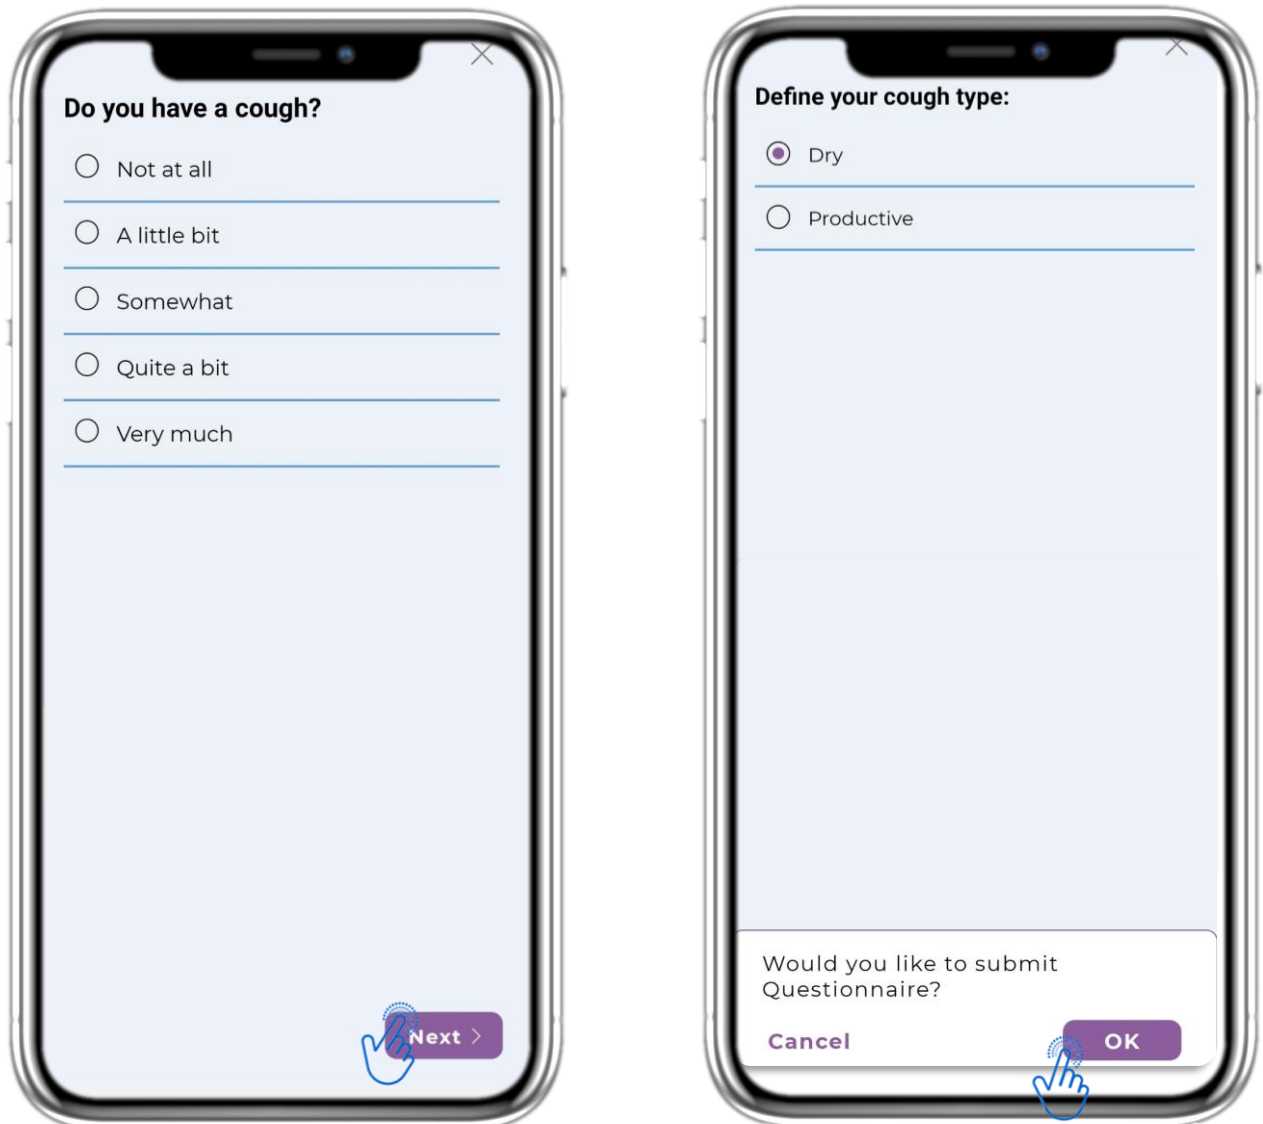 Do you have a cough?
Not at all
A little bit
Somewhat
Quite a bit
Very much
Next
Define your cough type:
Dry
Productive
Would you like to submit
Questionnaire?
Cancel
OK